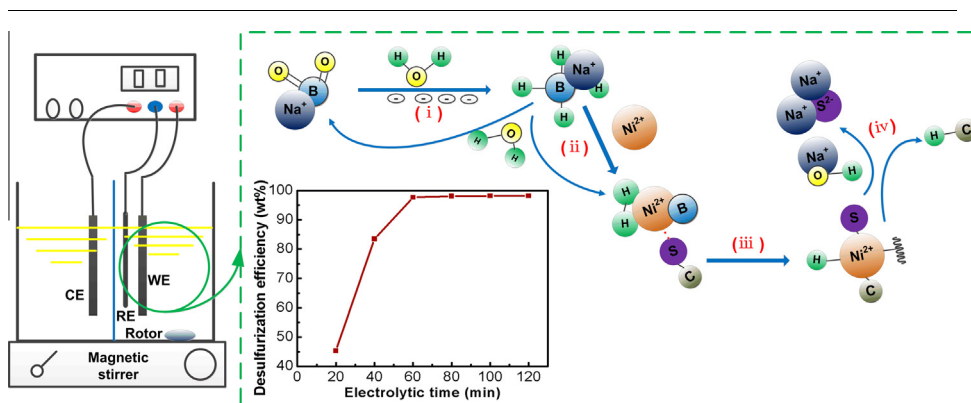 O O
B
Na+
H H
O
- - - -
(i)
H
H B Na+
H
H
H O
H
(ii)
Ni2+
H
H Ni2+ B
S
C
(iii)
Na+
Na+ S2-
Na+
O H
(iv)
H C
S
H Ni2+
C
CE
RE
WE
Rotor
Magnetic
stirrer
Desulfurization efficiency (wt%)
100
90
80
70
60
50
40
0 20 40 60 80 100 120
Electrolytic time (min)